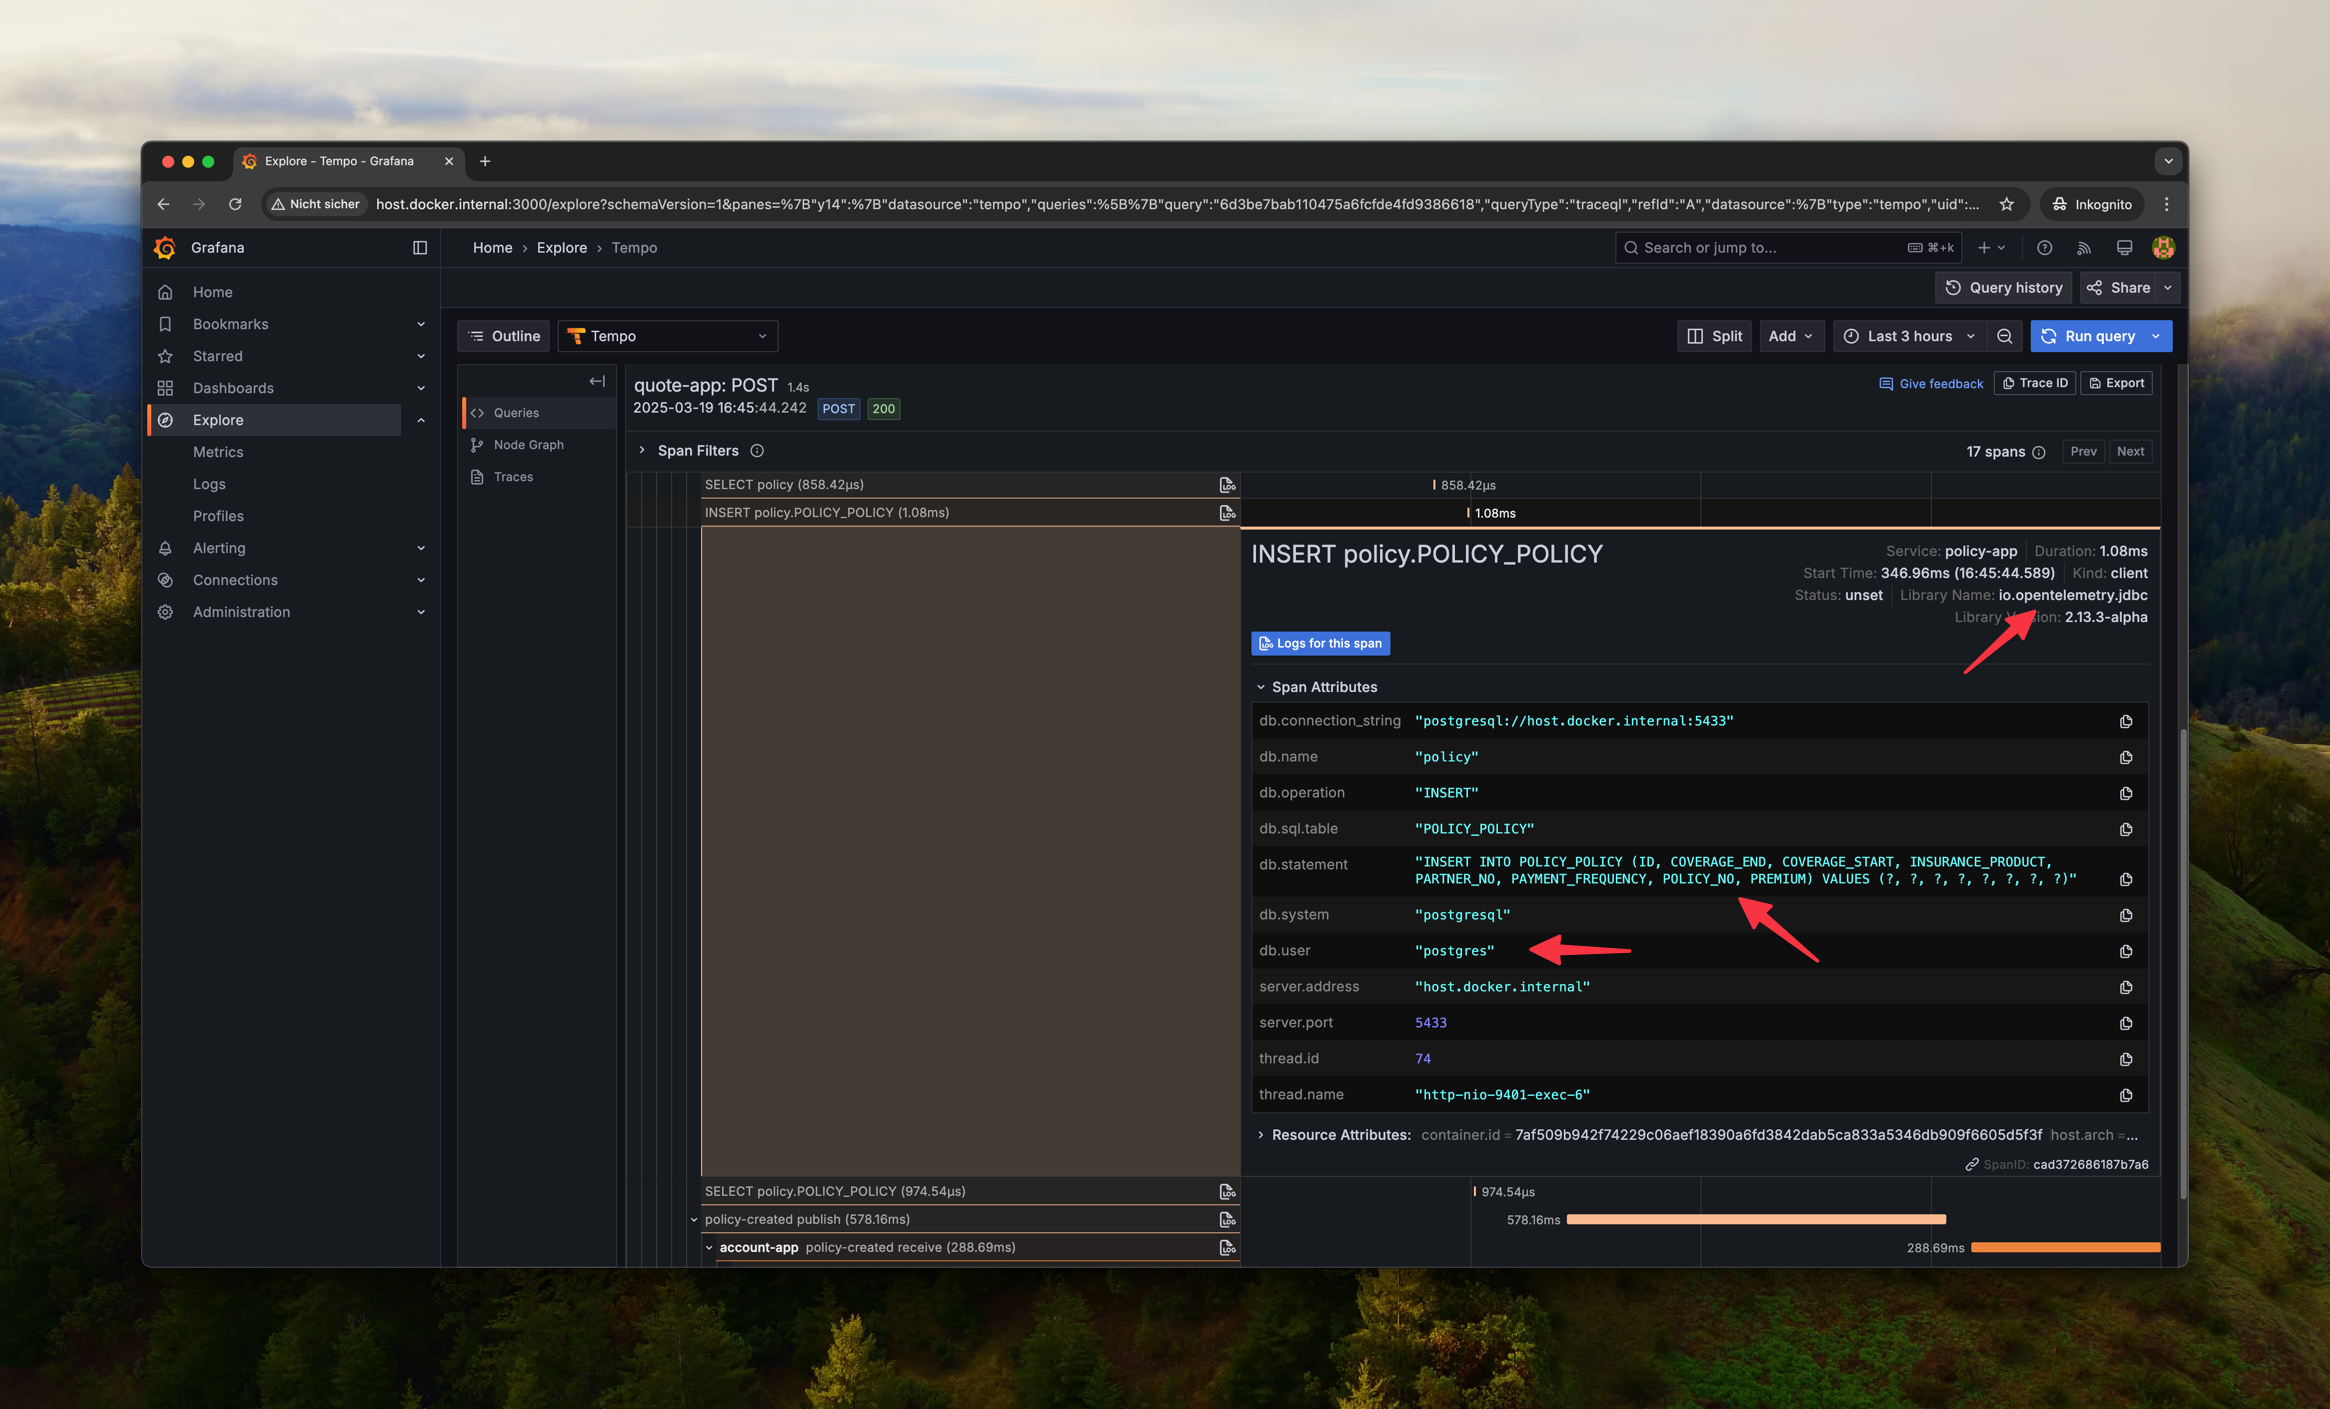 Explore - Tempo - Grafana
Nicht sicher
host.docker.internal:3000/explore?schemaVersion=1&panes=%7B"y14":%7B"datasource":"tempo","queries":%5B%7B"query":"6d3be7bab110475a6fcfde4fd9386618","queryType":"traceql","refId":"A","datasource":%7B"type":"tempo","uid":...
Inkognito
Grafana
Home › Explore › Tempo
Search or jump to...
⌘+k
Home
Bookmarks
Starred
Dashboards
Explore
Metrics
Logs
Profiles
Alerting
Connections
Administration
Query history
Share
Outline
Tempo
Split
Add
Last 3 hours
Run query
Queries
Node Graph
Traces
quote-app: POST 1.4s
2025-03-19 16:45:44.242 POST 200
Give feedback
Trace ID
Export
Span Filters
17 spans
Prev
Next
SELECT policy (858.42μs)
858.42μs
INSERT policy.POLICY_POLICY (1.08ms)
1.08ms
INSERT policy.POLICY_POLICY
Service: policy-app Duration: 1.08ms
Start Time: 346.96ms (16:45:44.589) Kind: client
Status: unset Library Name: io.opentelemetry.jdbc
Library 2.13.3-alpha
Logs for this span
Span Attributes
db.connection_string "postgresql://host.docker.internal:5433"
db.name "policy"
db.operation "INSERT"
db.sql.table "POLICY_POLICY"
db.statement "INSERT INTO POLICY_POLICY (ID, COVERAGE_END, COVERAGE_START, INSURANCE_PRODUCT,
PARTNER_NO, PAYMENT_FREQUENCY, POLICY_NO, PREMIUM) VALUES (?, ?, ?, ?, ?, ?, ?, ?)"
db.system "postgresql"
db.user "postgres"
server.address "host.docker.internal"
server.port 5433
thread.id 74
thread.name "http-nio-9401-exec-6"
Resource Attributes: container.id = 7af509b942f74229c06aef18390a6fd3842dab5ca833a5346db909f6605d5f3f host.arch =...
SpanID: cad372686187b7a6
SELECT policy.POLICY_POLICY (974.54μs)
974.54μs
policy-created publish (578.16ms)
578.16ms
account-app policy-created receive (288.69ms)
288.69ms